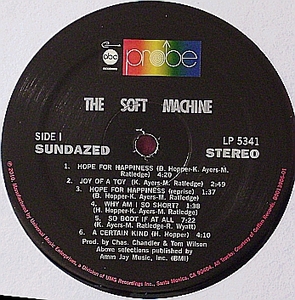 abc
probe
THE SOFT MACHINE
SIDE I
LP 5341
SUNDAZED
STEREO
1. HOPE FOR HAPPINESS (B. Hopper-K. Ayers-M.
Ratledge) 4:20
2. JOY OF A TOY (K. Ayers-M. Ratledge) 2:49
3. HOPE FOR HAPPINESS (reprise)
(B. Hopper-K. Ayers-M. Ratledge) 1:38
4. WHY AM I SO SHORT?
(M. Ratledge-K. Ayers-H. Hopper) 1:39
5. SO BOOT IF AT ALL
(K. Ayers-M. Ratledge-R. Wyatt) 7:25
6. A CERTAIN KIND (H. Hopper) 4:10
Prod. by Chas. Chandler & Tom Wilson
Above selections published by
Amm Jay Music, Inc. (BMI)